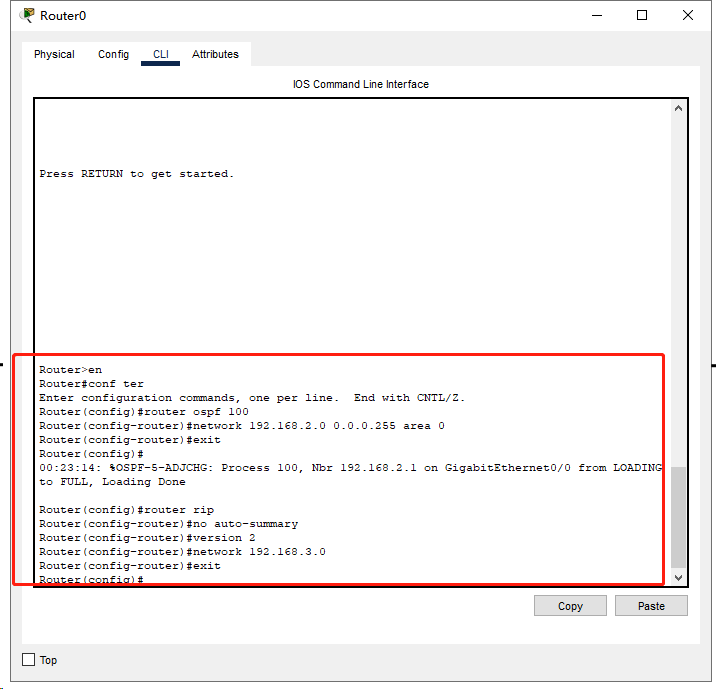 Router0
Physical Config CLI Attributes
IOS Command Line Interface
Press RETURN to get started.
Router>en
Router#conf ter
Enter configuration commands, one per line.  End with CNTL/Z.
Router(config)#router ospf 100
Router(config-router)#network 192.168.2.0 0.0.0.255 area 0
Router(config-router)#exit
Router(config)#
00:23:14: %OSPF-5-ADJCHG: Process 100, Nbr 192.168.2.1 on GigabitEthernet0/0 from LOADING
to FULL, Loading Done
Router(config)#router rip
Router(config-router)#no auto-summary
Router(config-router)#version 2
Router(config-router)#network 192.168.3.0
Router(config-router)#exit
Router(config)#
Copy Paste
Top